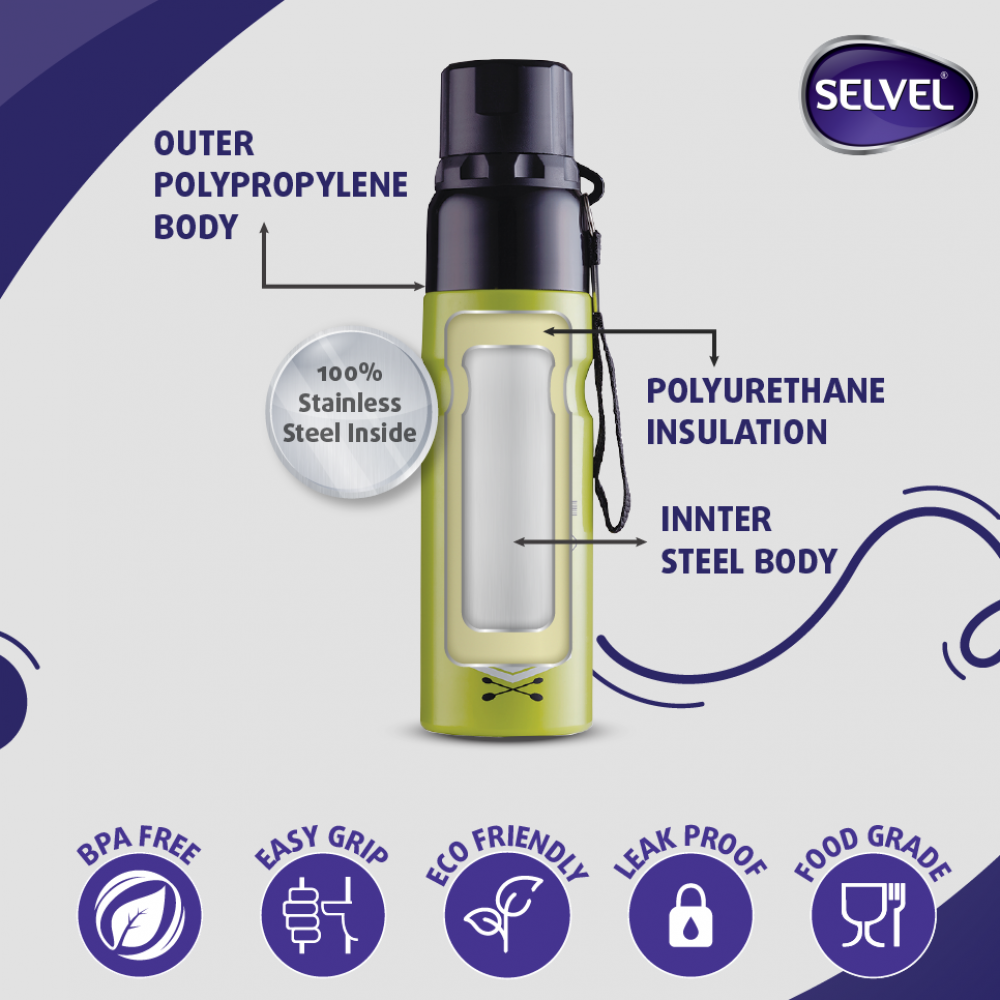 SELVEL®
OUTER
POLYPROPYLENE
BODY
100%
Stainless
Steel Inside
POLYURETHANE
INSULATION
INNTER
STEEL BODY
BPA FREE
EASY GRIP
ECO FRIENDLY
LEAK PROOF
FOOD GRADE